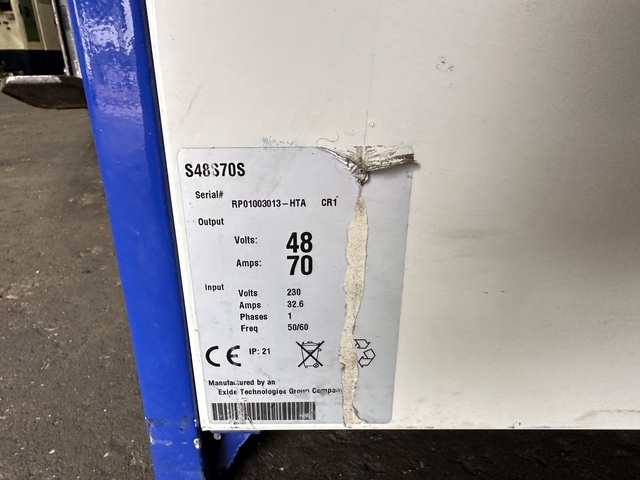 S48S70S
Serial# RP01003013-HTA CR1
Output
Volts: 48
Amps: 70
Input
Volts 230
Amps 32.6
Phases 1
Freq 50/60
CE IP: 21
Manufactured by an
Exide Technologies Group Company